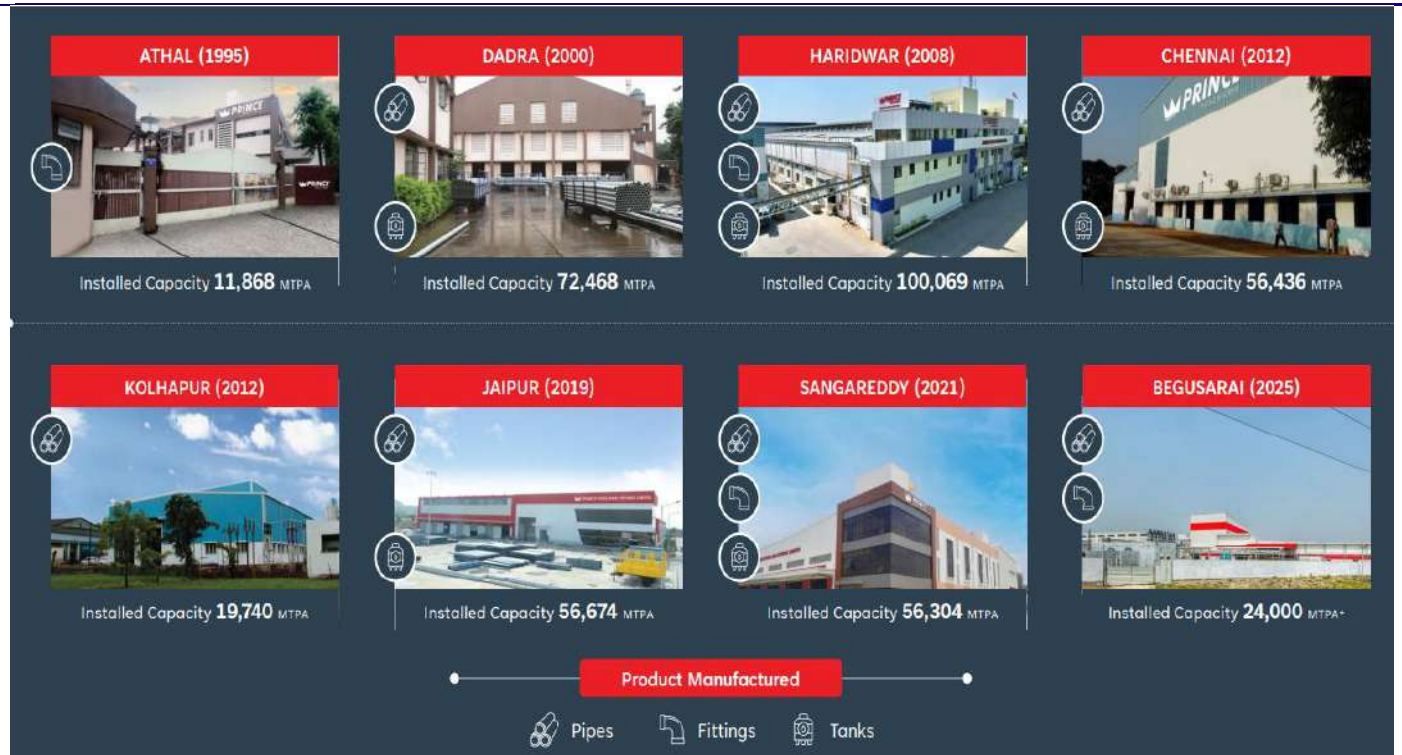 ATHAL (1995)
DADRA (2000)
HARIDWAR (2008)
CHENNAI (2012)
PRINCE
PRINCE
PRINCE
Installed Capacity 11,868 MTPA
Installed Capacity 72,468 MTPA
Installed Capacity 100,069 MTPA
Installed Capacity 56,436 MTPA
KOLHAPUR (2012)
JAIPUR (2019)
SANGAREDDY (2021)
BEGUSARAI (2025)
Installed Capacity 19,740 MTPA
Installed Capacity 56,674 MTPA
Installed Capacity 56,304 MTPA
Installed Capacity 24,000 MTPA+
Product Manufactured
Pipes
Fittings
Tanks